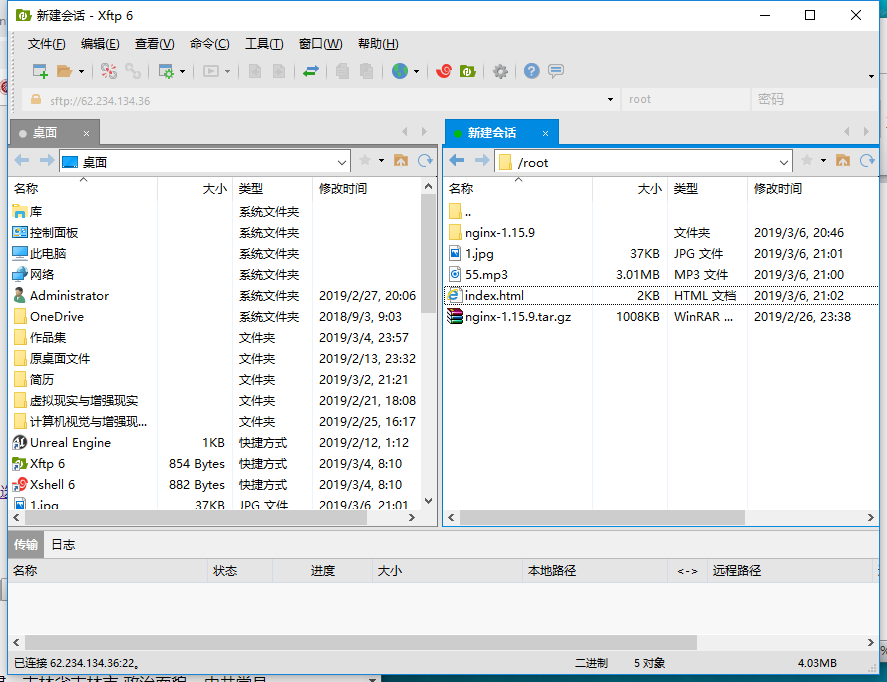 新建会话 - Xftp 6
文件(F) 编辑(E) 查看(V) 命令(C) 工具(T) 窗口(W) 帮助(H)
sftp://62.234.134.36 root 密码
桌面 × 新建会话 ×
桌面 /root
名称 大小 类型 修改时间 名称 大小 类型 修改时间
库 系统文件夹 ..
控制面板 系统文件夹 nginx-1.15.9 文件夹 2019/3/6, 20:46
此电脑 系统文件夹 1.jpg 37KB JPG 文件 2019/3/6, 21:01
网络 系统文件夹 55.mp3 3.01MB MP3 文件 2019/3/6, 21:00
Administrator 系统文件夹 2019/2/27, 20:06 index.html 2KB HTML 文档 2019/3/6, 21:02
OneDrive 系统文件夹 2018/9/3, 9:03 nginx-1.15.9.tar.gz 1008KB WinRAR ... 2019/2/26, 23:38
作品集 文件夹 2019/3/4, 23:57
原桌面文件 文件夹 2019/2/13, 23:32
简历 文件夹 2019/3/2, 21:21
虚拟现实与增强现实 文件夹 2019/2/21, 18:08
计算机视觉与增强现... 文件夹 2019/2/25, 16:17
Unreal Engine 1KB 快捷方式 2019/2/12, 1:12
Xftp 6 854 Bytes 快捷方式 2019/3/4, 8:10
Xshell 6 882 Bytes 快捷方式 2019/3/4, 8:10
1.jpg 37KB JPG 文件 2019/3/6, 21:01
传输 日志
名称 状态 进度 大小 本地路径 <-> 远程路径
已连接 62.234.134.36:22。 二进制 5 对象 4.03MB